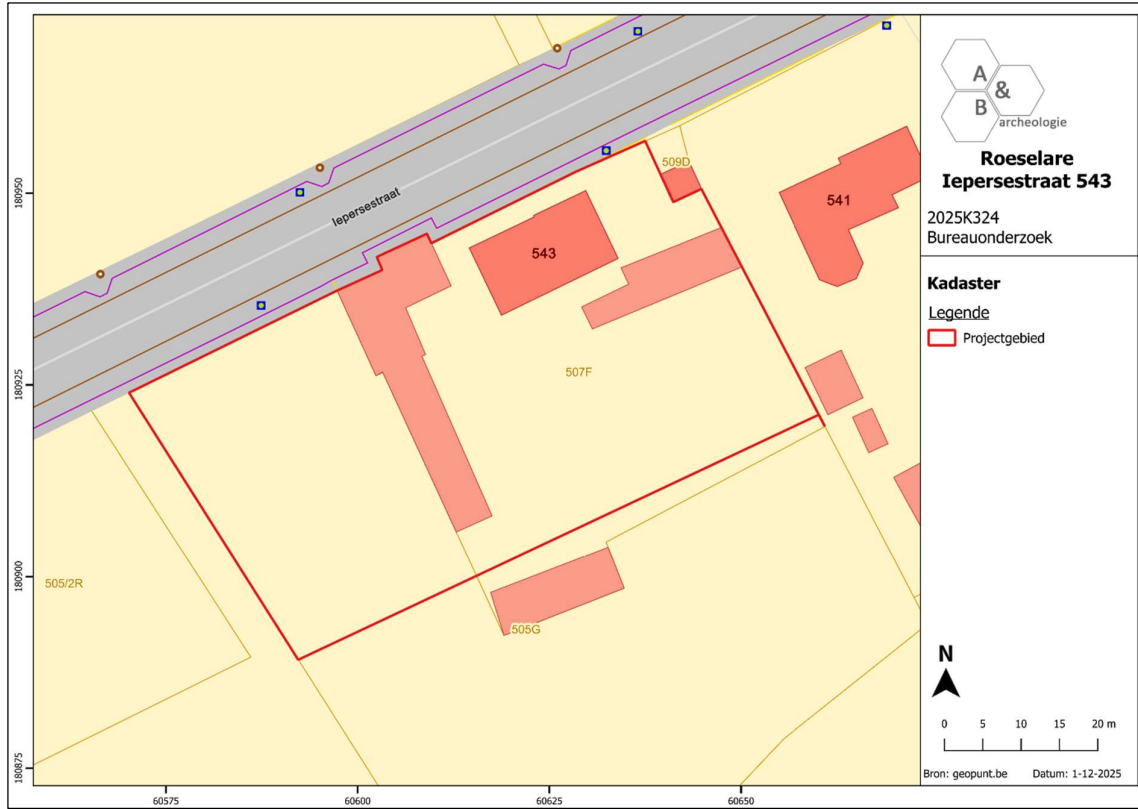 180950
180925
180900
180875
60575
60600
60625
60650
Iepersestraat
509D
541
543
507F
505/2R
505G
A
&
B
archeologie
Roeselare
Iepersestraat 543
2025K324
Bureauonderzoek
Kadaster
Legende
Projectgebied
N
0 5 10 15 20 m
Bron: geopunt.be Datum: 1-12-2025